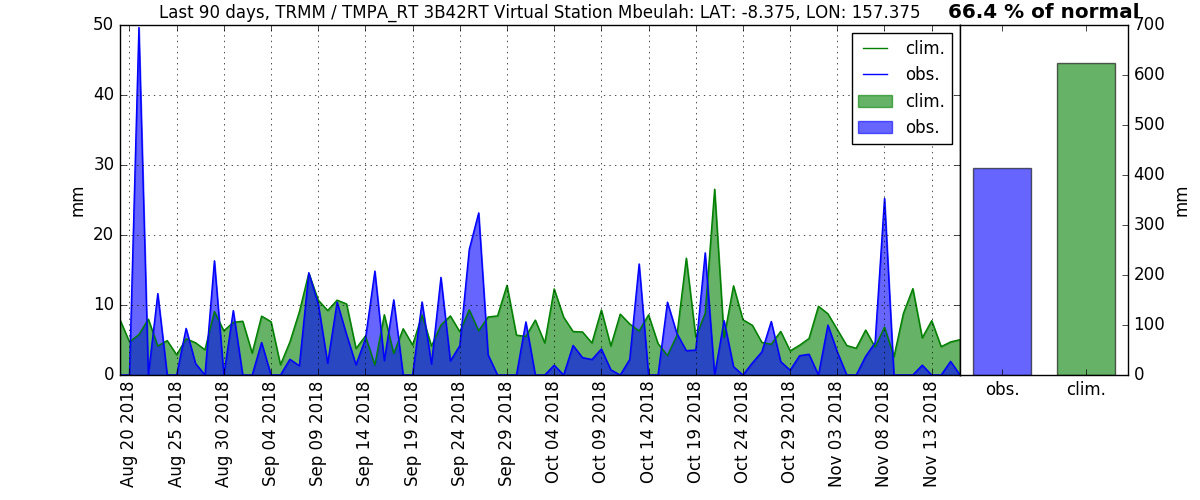 Last 90 days, TRMM / TMPA_RT 3B42RT Virtual Station Mbeulah: LAT: -8.375, LON: 157.375
66.4 % of normal
mm
50
40
30
20
10
0
clim.
obs.
clim.
obs.
Aug 20 2018
Aug 25 2018
Aug 30 2018
Sep 04 2018
Sep 09 2018
Sep 14 2018
Sep 19 2018
Sep 24 2018
Sep 29 2018
Oct 04 2018
Oct 09 2018
Oct 14 2018
Oct 19 2018
Oct 24 2018
Oct 29 2018
Nov 03 2018
Nov 08 2018
Nov 13 2018
700
600
500
400
300
200
100
0
mm
obs.
clim.